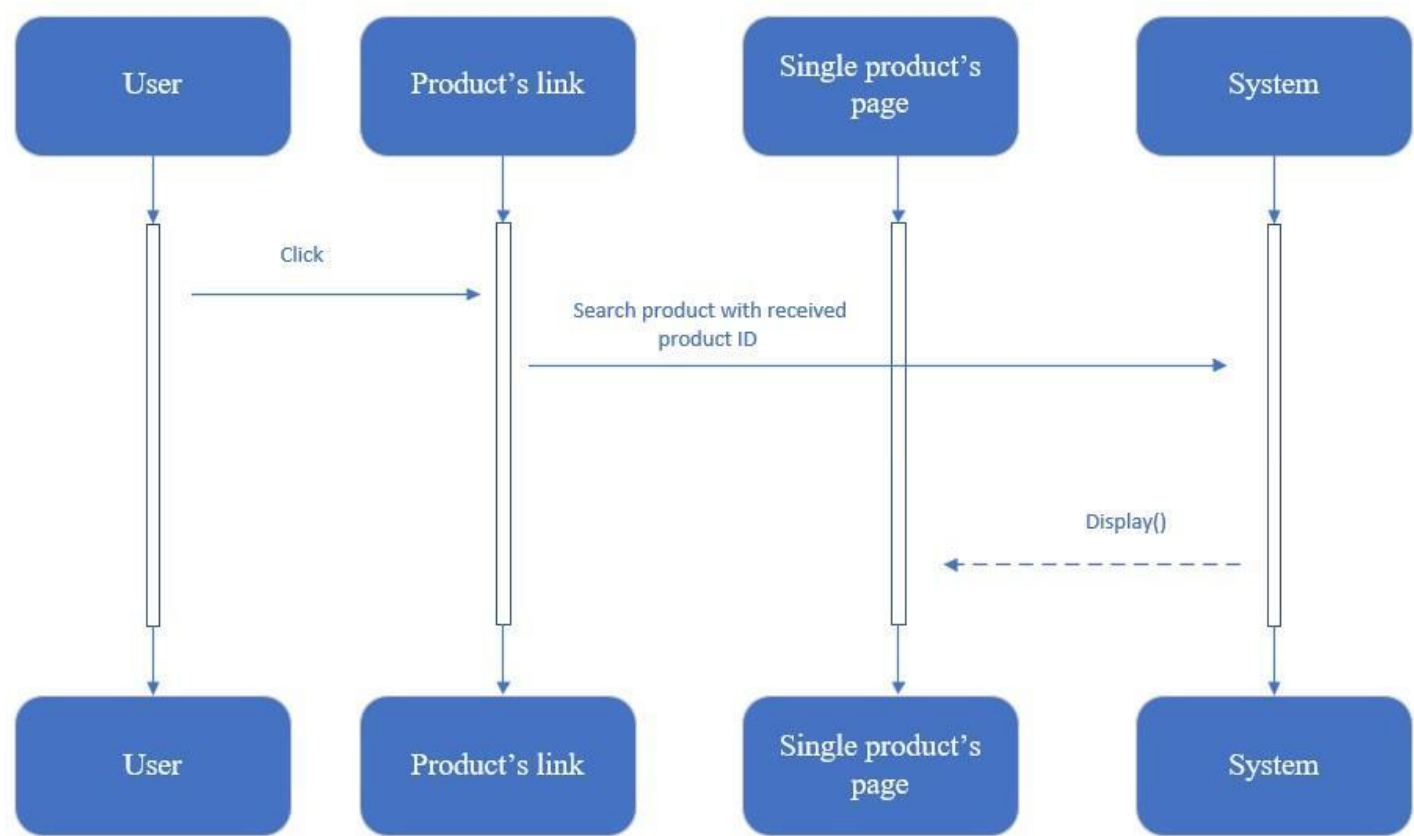 User
Product’s link
Single product’s
page
System
Click
Search product with received
product ID
Display()
User
Product’s link
Single product’s
page
System